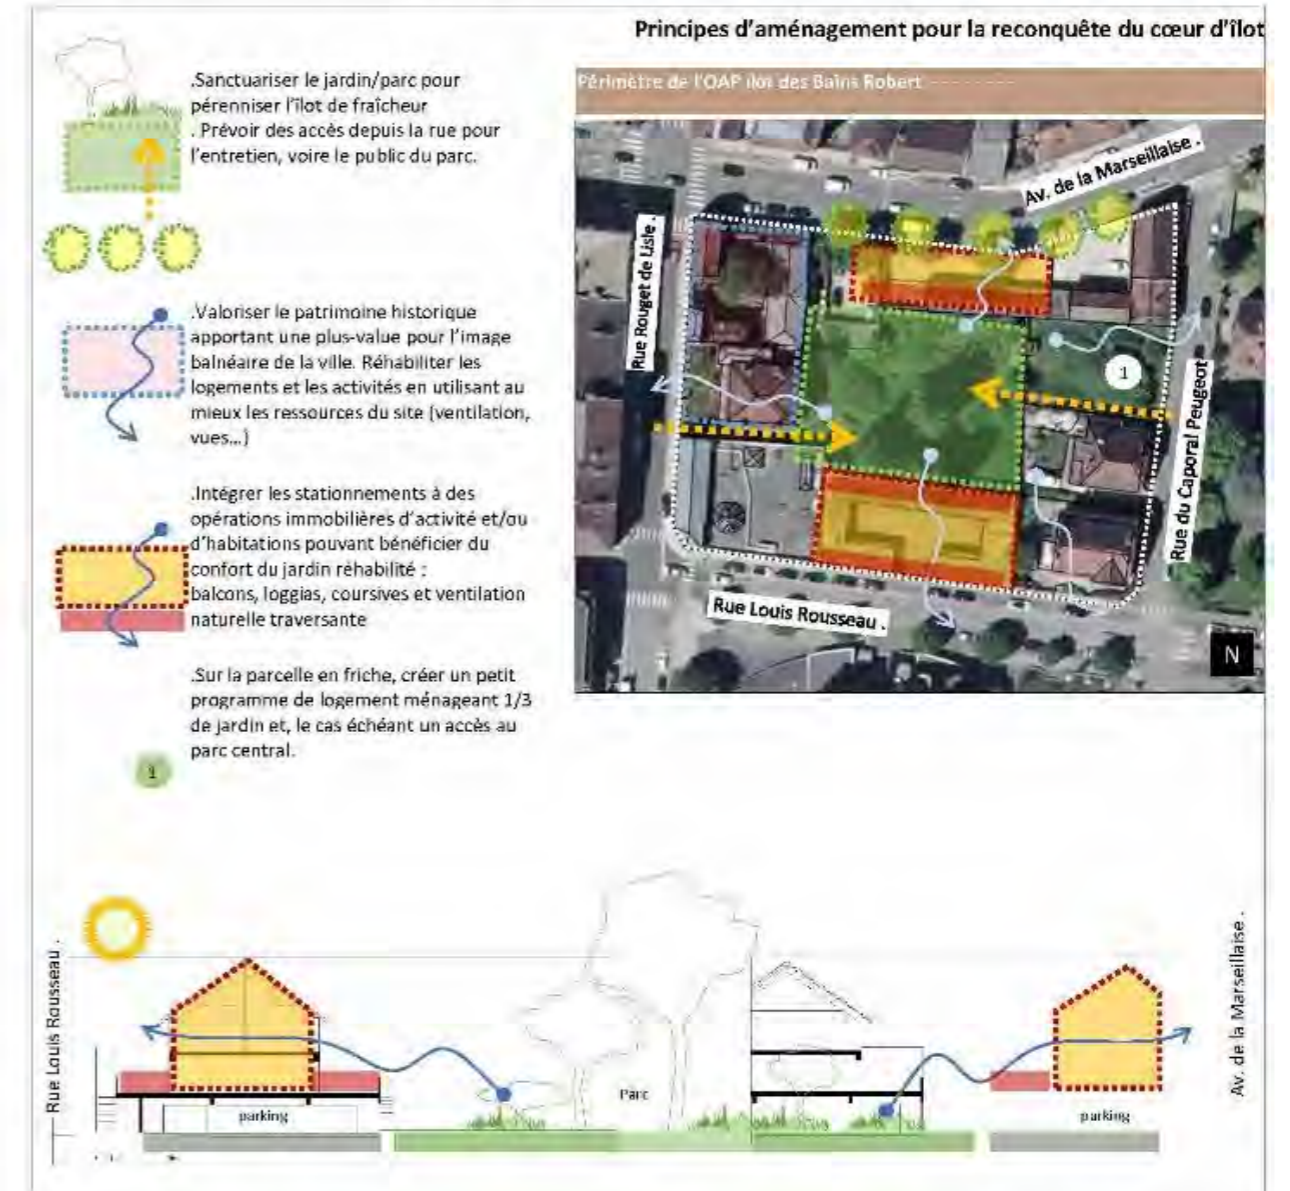 Principes d'aménagement pour la reconquête du cœur d'îlot
.Sanctuariser le jardin/parc pour
pérenniser l'îlot de fraîcheur
. Prévoir des accès depuis la rue pour
l'entretien, voire le public du parc.
.Valoriser le patrimoine historique
apportant une plus-value pour l'image
balnéaire de la ville. Réhabiliter les
logements et les activités en utilisant au
mieux les ressources du site (ventilation,
vues...)
.Intégrer les stationnements à des
opérations immobilières d'activité et/ou
d'habitations pouvant bénéficier du
confort du jardin réhabilité :
balcons, loggias, coursives et ventilation
naturelle traversante
.Sur la parcelle en friche, créer un petit
programme de logement ménageant 1/3
de jardin et, le cas échéant un accès au
parc central.
1
Périmètre de l'OAP ilot des Bains Robert ---------
Av. de la Marseillaise .
Rue Rouget de Lisle .
1
Rue du Caporal Peugeot
Rue Louis Rousseau .
N
Rue Louis Rousseau .
parking
Parc
parking
Av. de la Marseillaise .